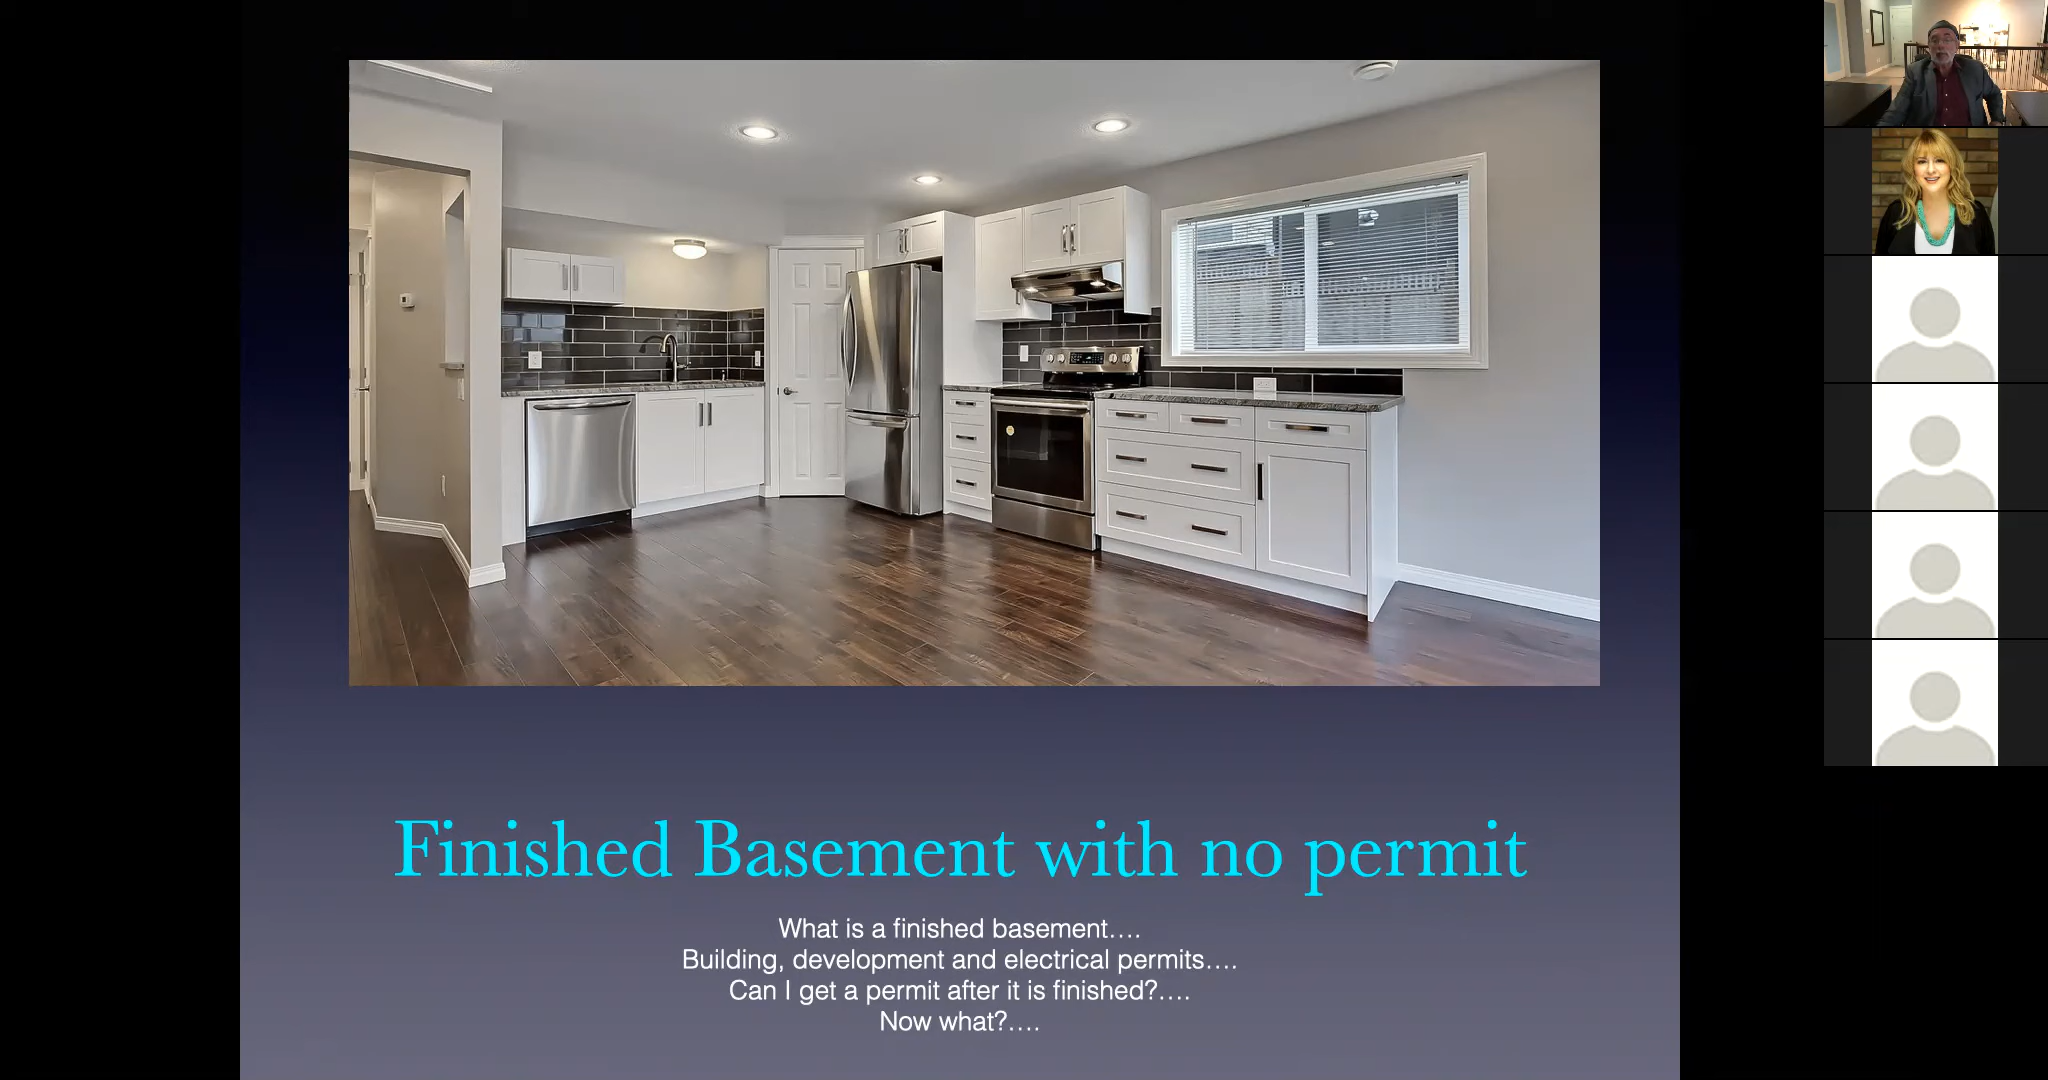 Finished Basement with no permit
What is a finished basement....
Building, development and electrical permits....
Can I get a permit after it is finished?....
Now what?....